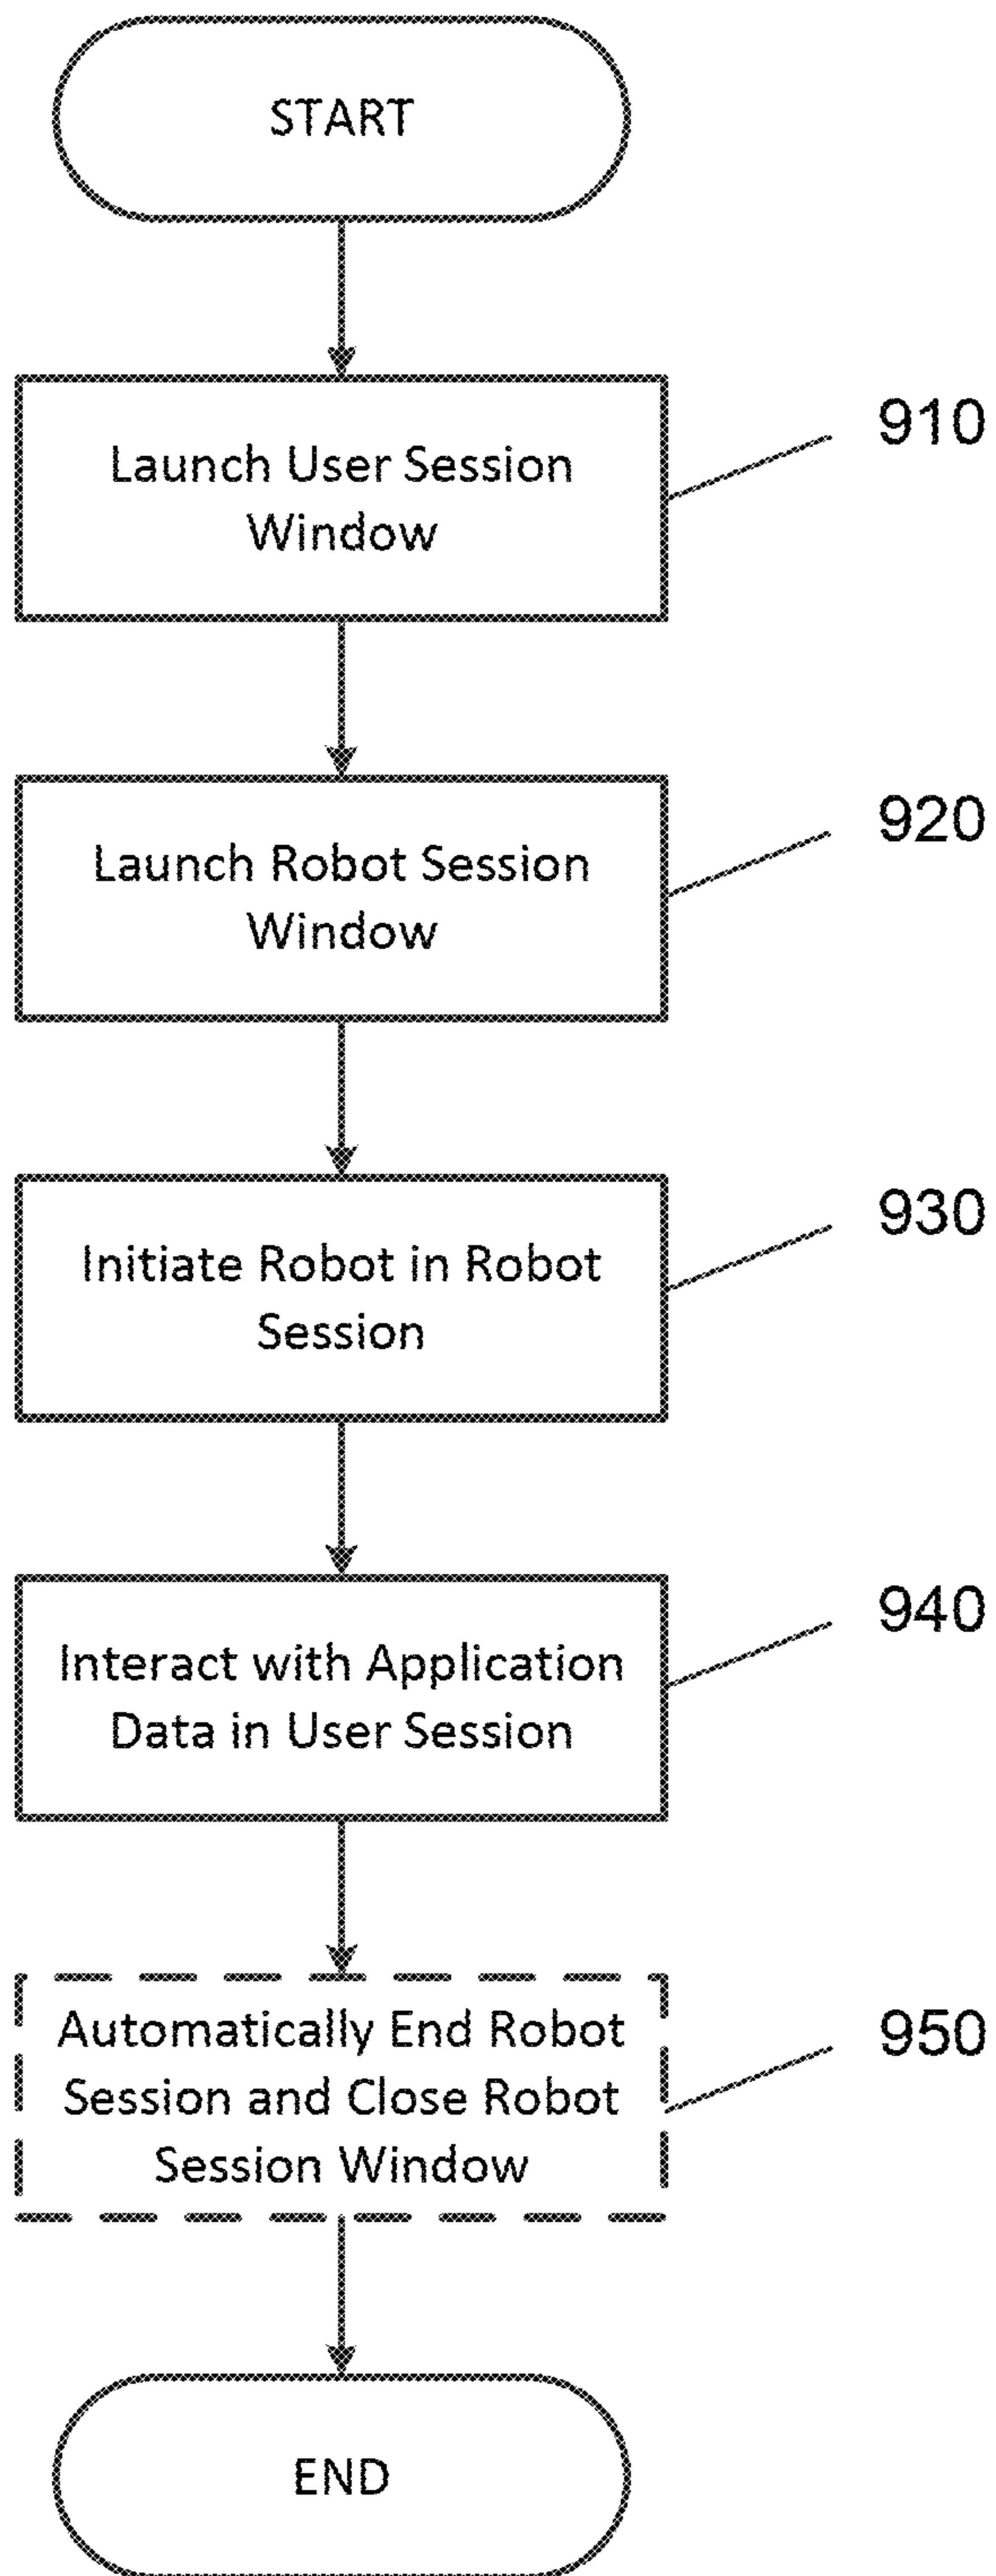 START
Launch User Session
Window
910
Launch Robot Session
Window
920
Initiate Robot in Robot
Session
930
Interact with Application
Data in User Session
940
Automatically End Robot
Session and Close Robot
Session Window
950
END